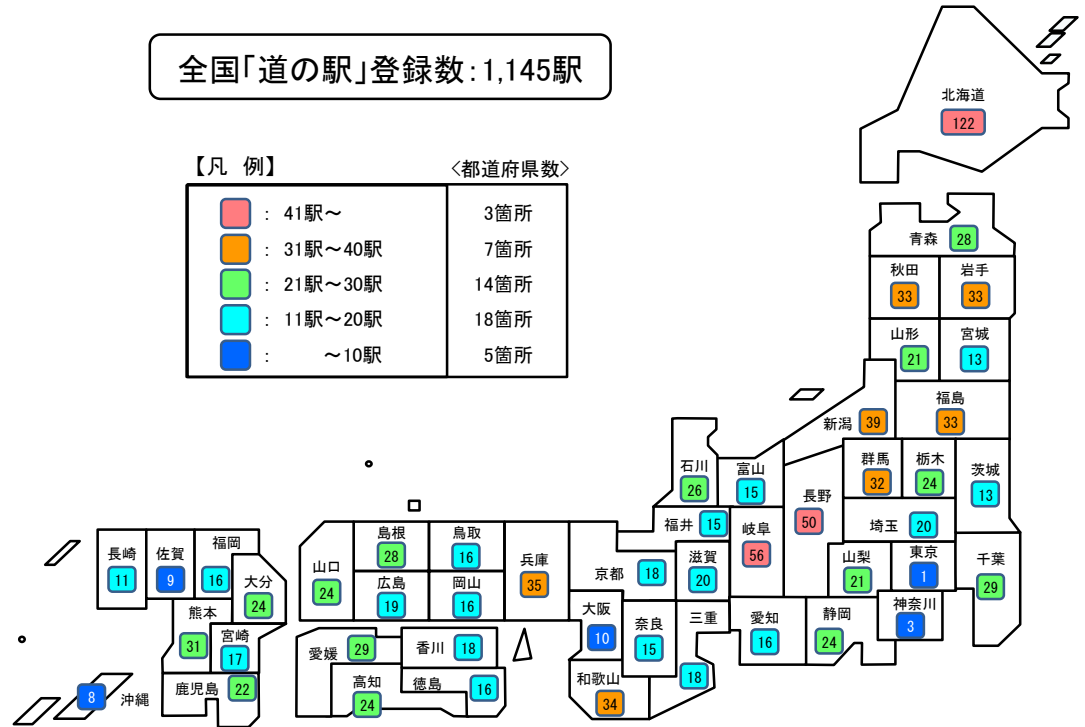 全国「道の駅」登録数:1,145駅
【凡 例】 <都道府県数>
: 41駅～ 3箇所
: 31駅～40駅 7箇所
: 21駅～30駅 14箇所
: 11駅～20駅 18箇所
: ～10駅 5箇所
北海道
122
青森 28
秋田 岩手
33 33
山形 宮城
21 13
福島
33
新潟 39
群馬 栃木 茨城
32 24 13
石川 富山 長野
26 15 50
福井 15 岐阜
56
埼玉 20
山梨 東京 千葉
21 1 29
神奈川
3
静岡
24
愛知
16
三重
18
滋賀
20
京都 18
奈良
15
大阪
10
和歌山
34
兵庫
35
島根 鳥取
28 16
広島 岡山
19 16
山口
24
愛媛 29 香川 18
高知 徳島 16
24
長崎 佐賀 福岡
11 9 16
大分
24
熊本
31
宮崎
17
鹿児島 22
8 沖縄